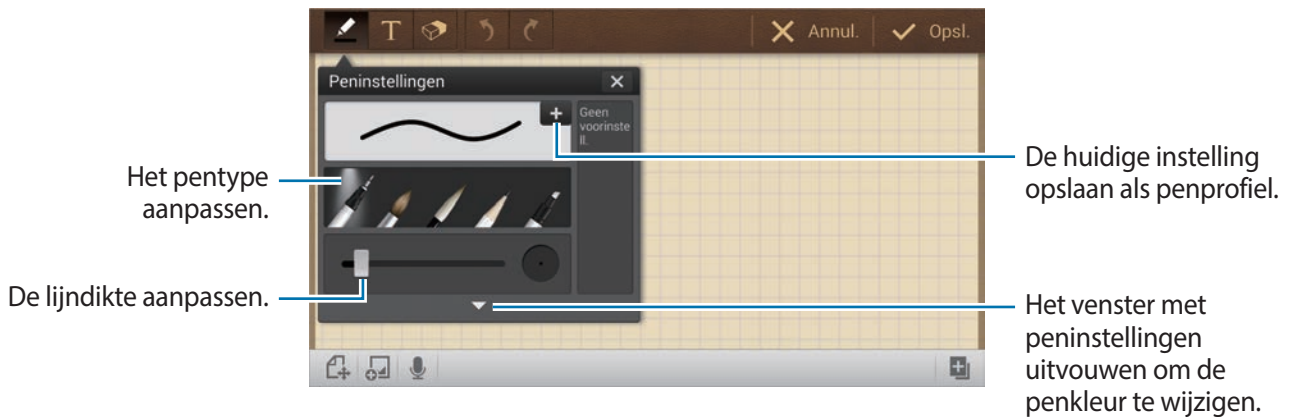 T
Annul.
Opsl.
Peninstellingen
Geen
voorinste
ll.
Het pentype
aanpassen.
De lijndikte aanpassen.
De huidige instelling
opslaan als penprofiel.
Het venster met
peninstellingen
uitvouwen om de
penkleur te wijzigen.